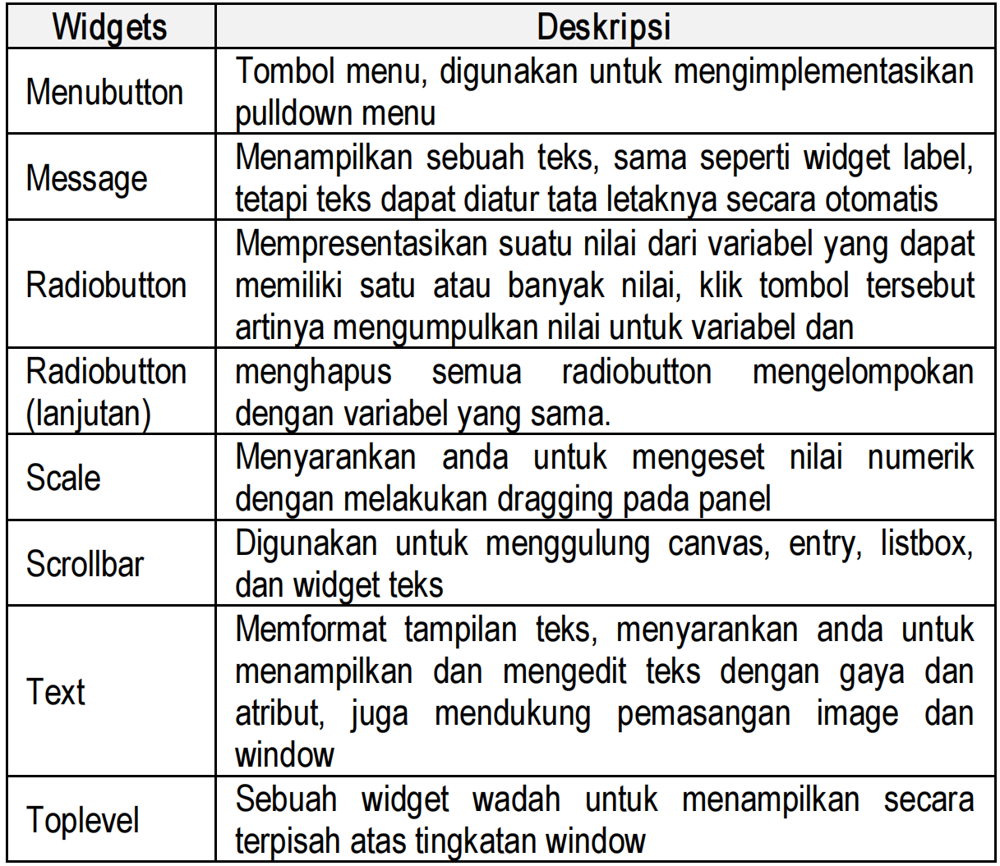 Widgets
Deskripsi
Menubutton
Tombol menu, digunakan untuk mengimplementasikan
pulldown menu
Message
Menampilkan sebuah teks, sama seperti widget label,
tetapi teks dapat diatur tata letaknya secara otomatis
Radiobutton
Mempresentasikan suatu nilai dari variabel yang dapat
memiliki satu atau banyak nilai, klik tombol tersebut
artinya mengumpulkan nilai untuk variabel dan
Radiobutton
(lanjutan)
menghapus semua radiobutton mengelompokan
dengan variabel yang sama.
Scale
Menyarankan anda untuk mengeset nilai numerik
dengan melakukan dragging pada panel
Scrollbar
Digunakan untuk menggulung canvas, entry, listbox,
dan widget teks
Text
Memformat tampilan teks, menyarankan anda untuk
menampilkan dan mengedit teks dengan gaya dan
atribut, juga mendukung pemasangan image dan
window
Toplevel
Sebuah widget wadah untuk menampilkan secara
terpisah atas tingkatan window